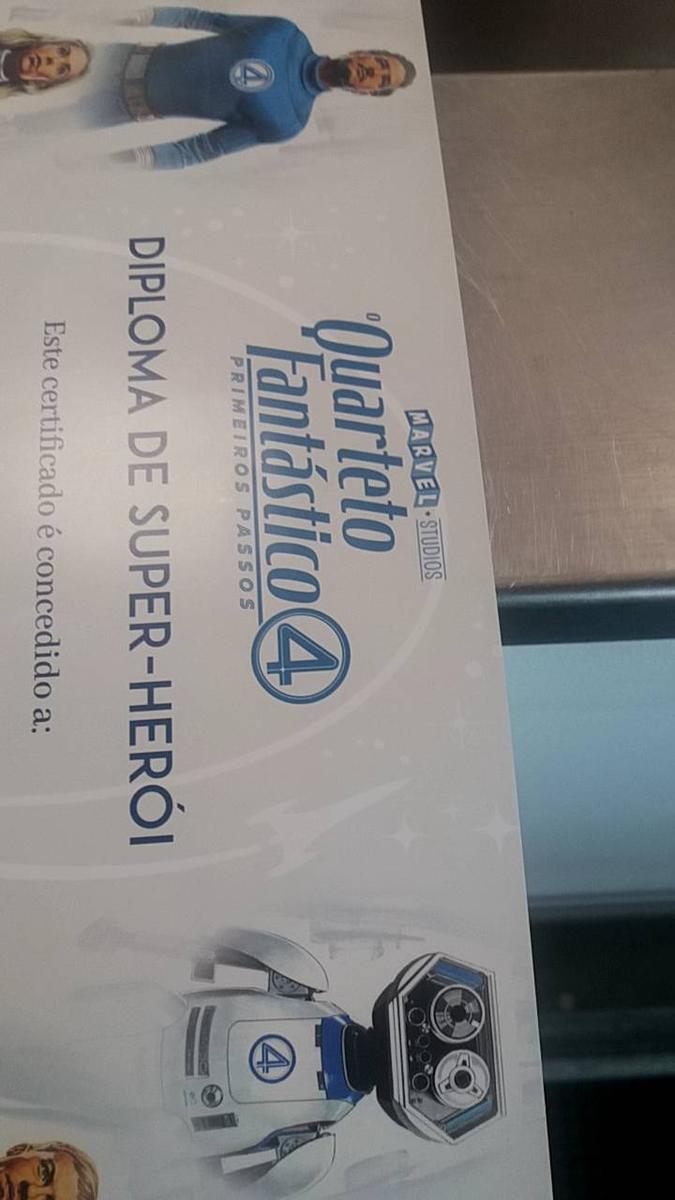 MARVEL STUDIOS
O Quarteto
Fantástico 4
PRIMEIROS PASSOS
DIPLOMA DE SUPER-HERÓI
Este certificado é concedido a:
4
4